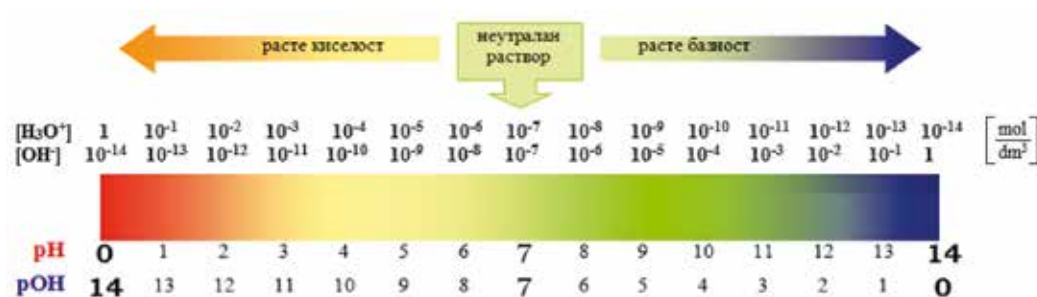 расте киселост
неутралан
раствор
расте базност
[H₃O⁺] 1 10⁻¹ 10⁻² 10⁻³ 10⁻⁴ 10⁻⁵ 10⁻⁶ 10⁻⁷ 10⁻⁸ 10⁻⁹ 10⁻¹⁰ 10⁻¹¹ 10⁻¹² 10⁻¹³ 10⁻¹⁴
[OH⁻] 10⁻¹⁴ 10⁻¹³ 10⁻¹² 10⁻¹¹ 10⁻¹⁰ 10⁻⁹ 10⁻⁸ 10⁻⁷ 10⁻⁶ 10⁻⁵ 10⁻⁴ 10⁻³ 10⁻² 10⁻¹ 1
mol
dm³
pH 0 1 2 3 4 5 6 7 8 9 10 11 12 13 14
pOH 14 13 12 11 10 9 8 7 6 5 4 3 2 1 0